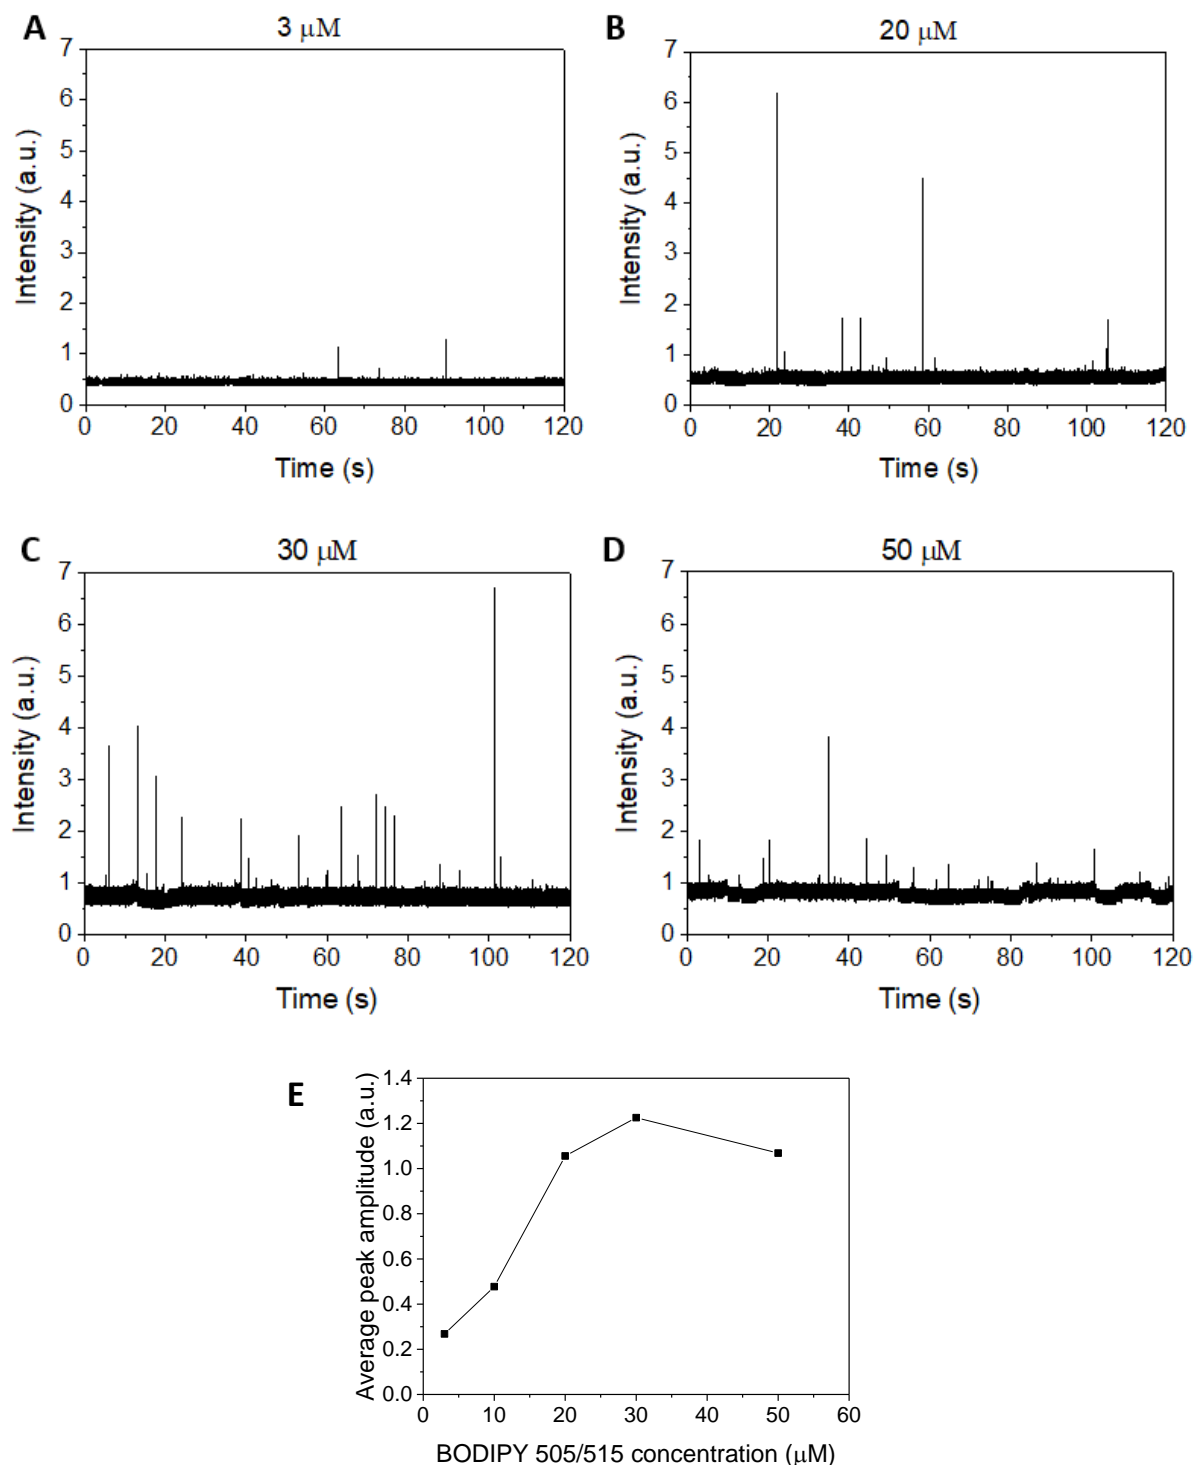 A
3 μM
7
6
5
4
3
2
1
0
Intensity (a.u.)
0 20 40 60 80 100 120
Time (s)
B
20 μM
7
6
5
4
3
2
1
0
Intensity (a.u.)
0 20 40 60 80 100 120
Time (s)
C
30 μM
7
6
5
4
3
2
1
0
Intensity (a.u.)
0 20 40 60 80 100 120
Time (s)
D
50 μM
7
6
5
4
3
2
1
0
Intensity (a.u.)
0 20 40 60 80 100 120
Time (s)
E
1.4
1.2
1.0
0.8
0.6
0.4
0.2
0.0
Average peak amplitude (a.u.)
0 10 20 30 40 50 60
BODIPY 505/515 concentration (μM)